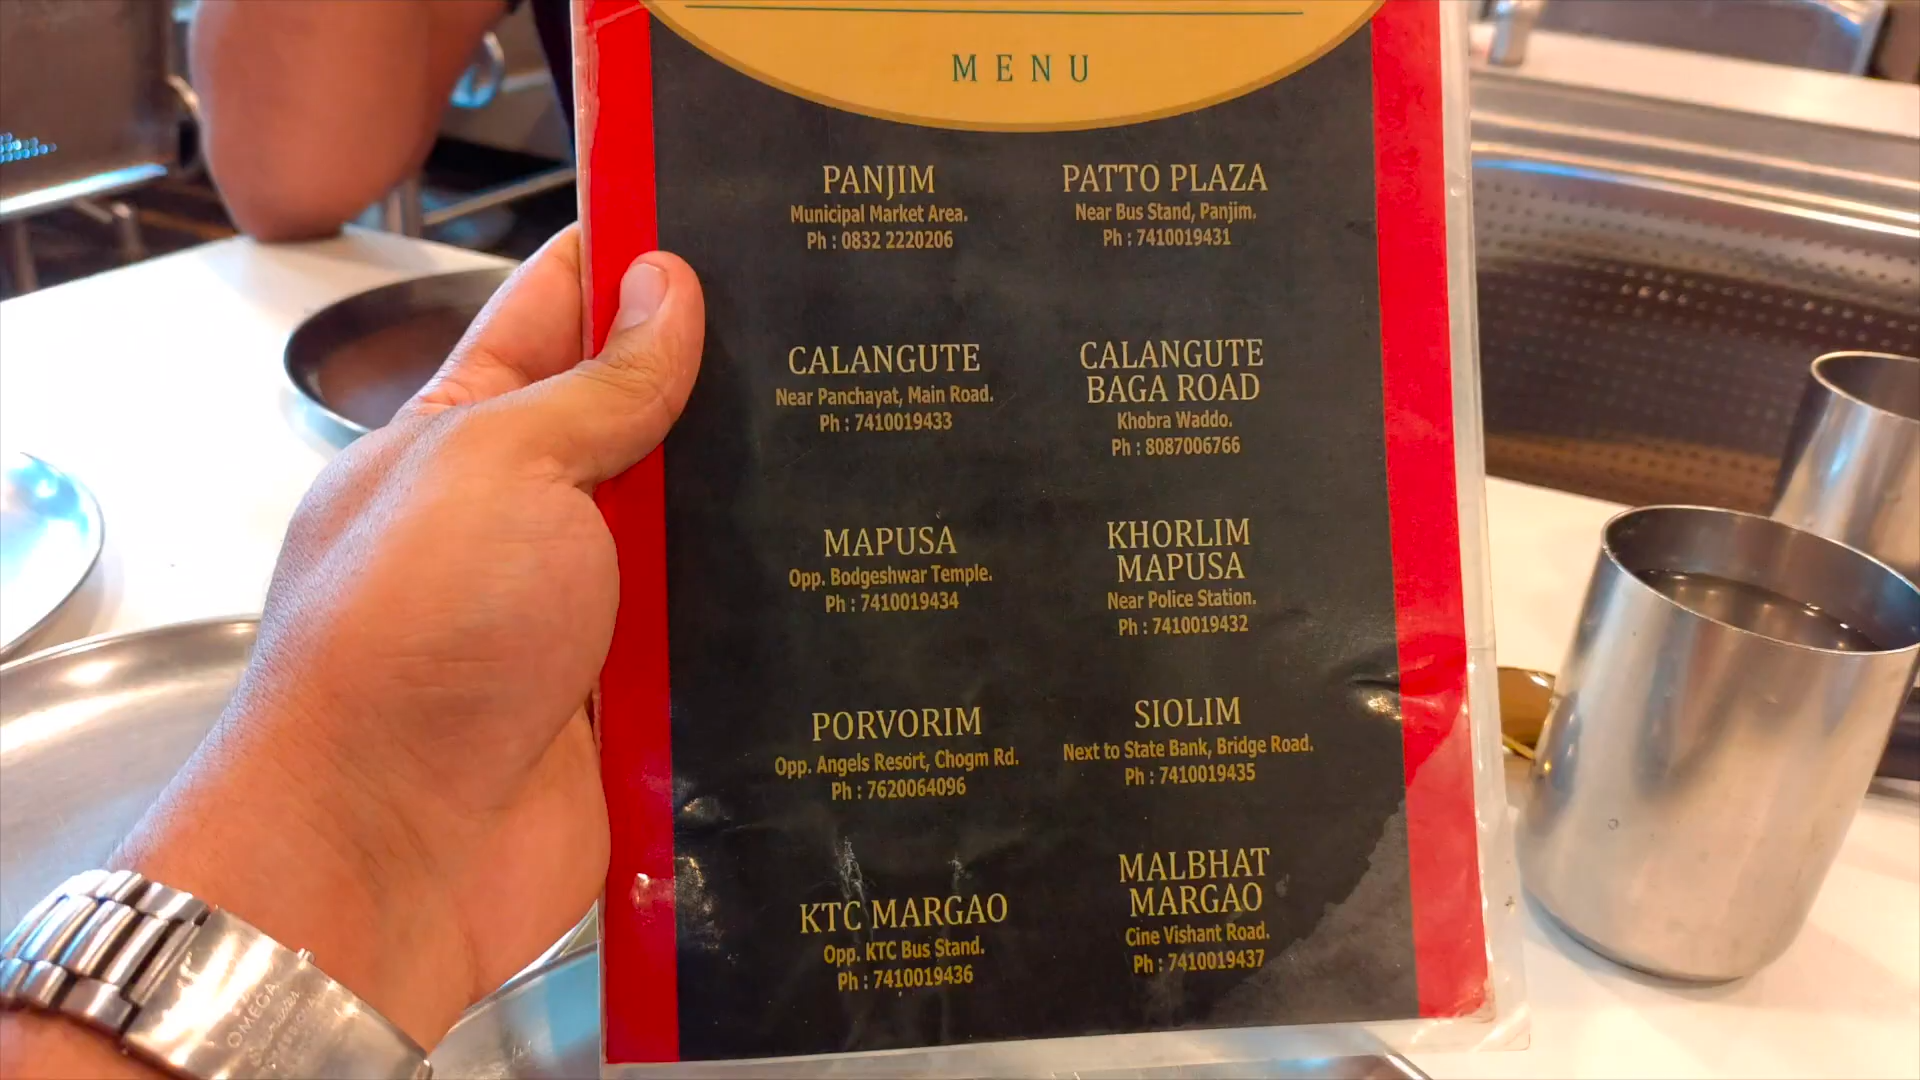 MENU
PANJIM
Municipal Market Area.
Ph : 0832 2220206
PATTO PLAZA
Near Bus Stand, Panjim.
Ph : 7410019431
CALANGUTE
Near Panchayat, Main Road.
Ph : 7410019433
CALANGUTE
BAGA ROAD
Khobra Waddo.
Ph : 8087006766
MAPUSA
Opp. Bodgeshwar Temple.
Ph : 7410019434
KHORLIM
MAPUSA
Near Police Station.
Ph : 7410019432
PORVORIM
Opp. Angels Resort, Chogm Rd.
Ph : 7620064096
SIOLIM
Next to State Bank, Bridge Road.
Ph : 7410019435
KTC MARGAO
Opp. KTC Bus Stand.
Ph : 7410019436
MALBHAT
MARGAO
Cine Vishant Road.
Ph : 7410019437
OMEGA